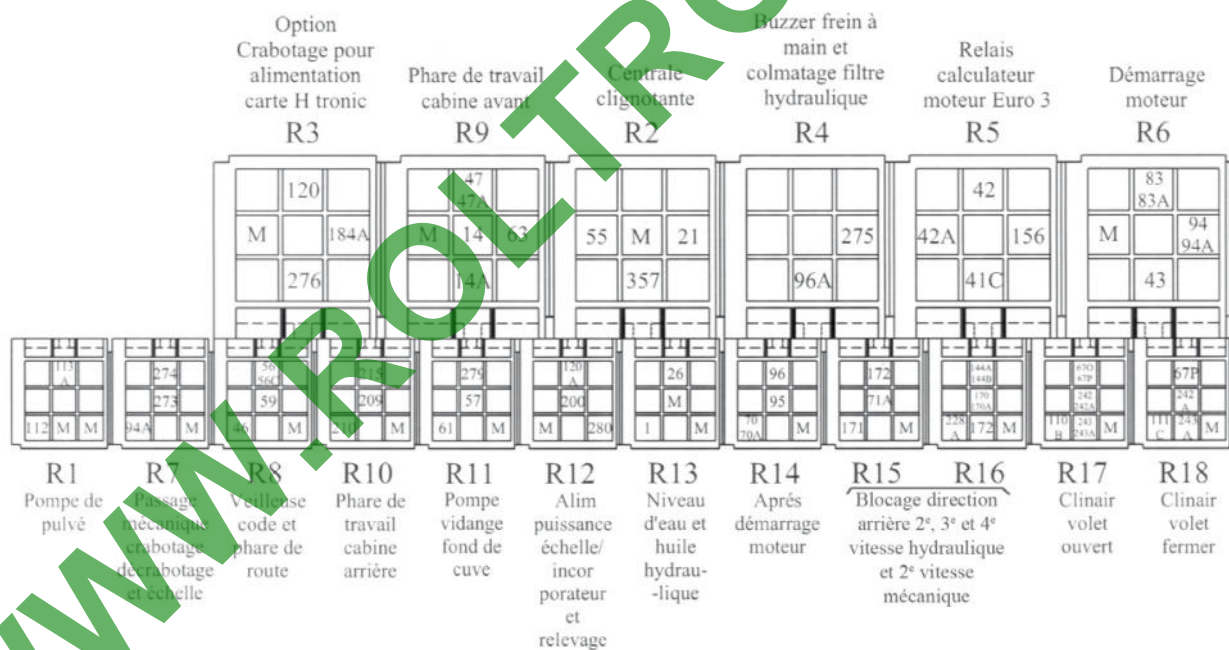 Option
Crabotage pour
alimentation
carte H tronic
R3
Phare de travail
cabine avant
R9
Centrale
clignotante
R2
Buzzer frein à
main et
colmatage filtre
hydraulique
R4
Relais
calculateur
moteur Euro 3
R5
Démarrage
moteur
R6
120
M 184A
276
47
47A
M 14 63
14A
55 M 21
357
275
96A
42
42A 156
41C
83
83A
M 94
94A
43
113
A
112 M M
274
273
94A M
56
56C
59
46 M
215
209
210 M
279
57
61 M
120
A
200
M 280
26
M
1 M
96
95
70
70A M
172
71A
171 M
144A
144B
170
170A
228
A 172 M
67O
67P
242
242A
110
B 243
243A M
67P
242
A
111
C 243
A M
R1
Pompe de
pulvé
R7
Passage
mécanique
crabotage
décrabotage
et échelle
R8
Veilleuse
code et
phare de
route
R10
Phare de
travail
cabine
arrière
R11
Pompe
vidange
fond de
cuve
R12
Alim
puissance
échelle/
incor
porateur
et
relevage
R13
Niveau
d'eau et
huile
hydrau-
-lique
R14
Aprés
démarrage
moteur
R15 R16
Blocage direction
arrière 2e, 3e et 4e
vitesse hydraulique
et 2e vitesse
mécanique
R17
Clinair
volet
ouvert
R18
Clinair
volet
fermer
WWW.ROLTRO